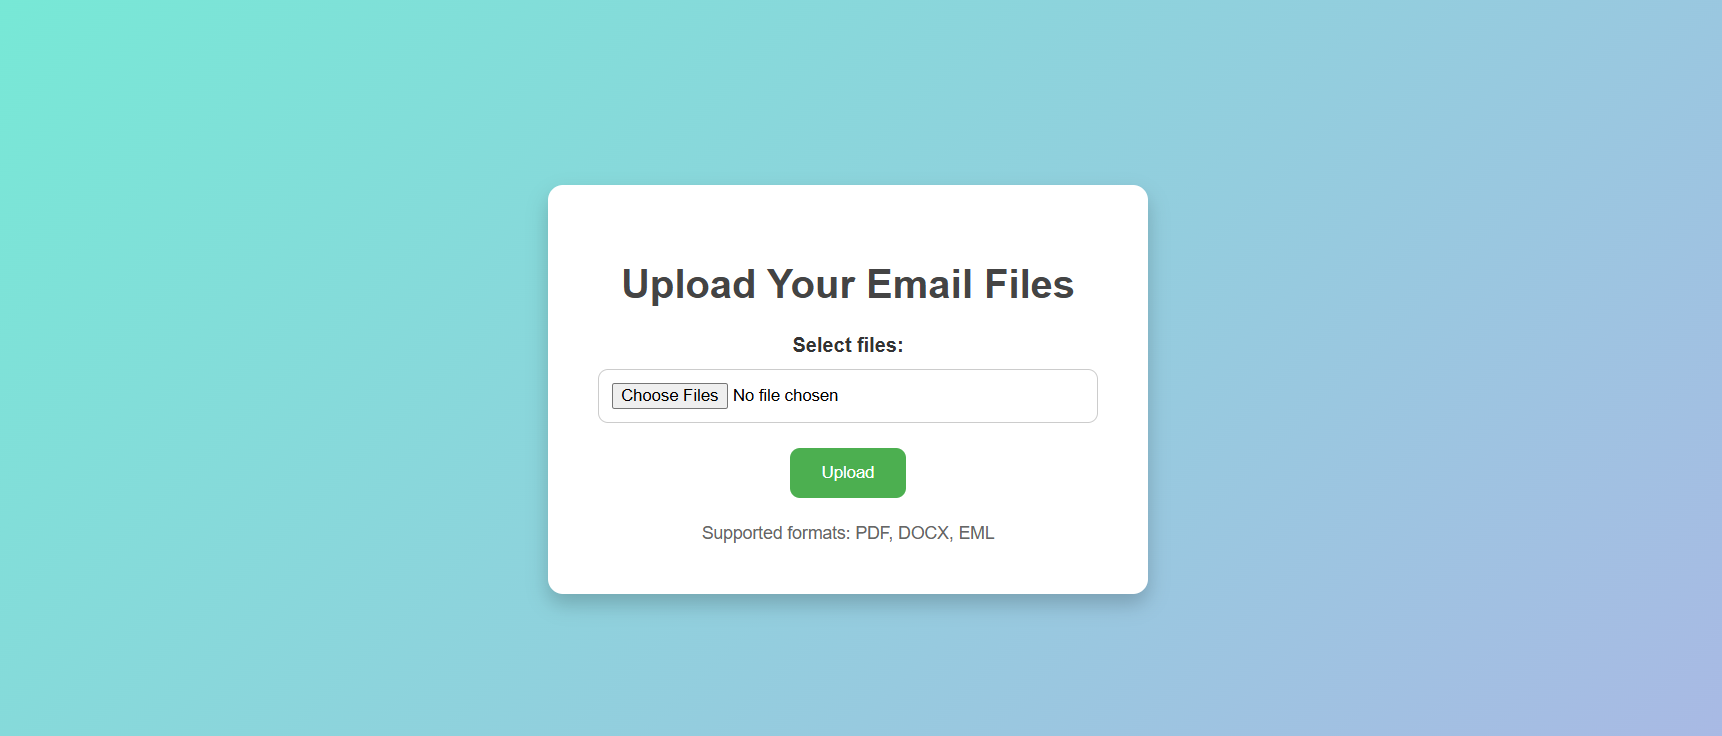 Upload Your Email Files
Select files:
Choose Files No file chosen
Upload
Supported formats: PDF, DOCX, EML